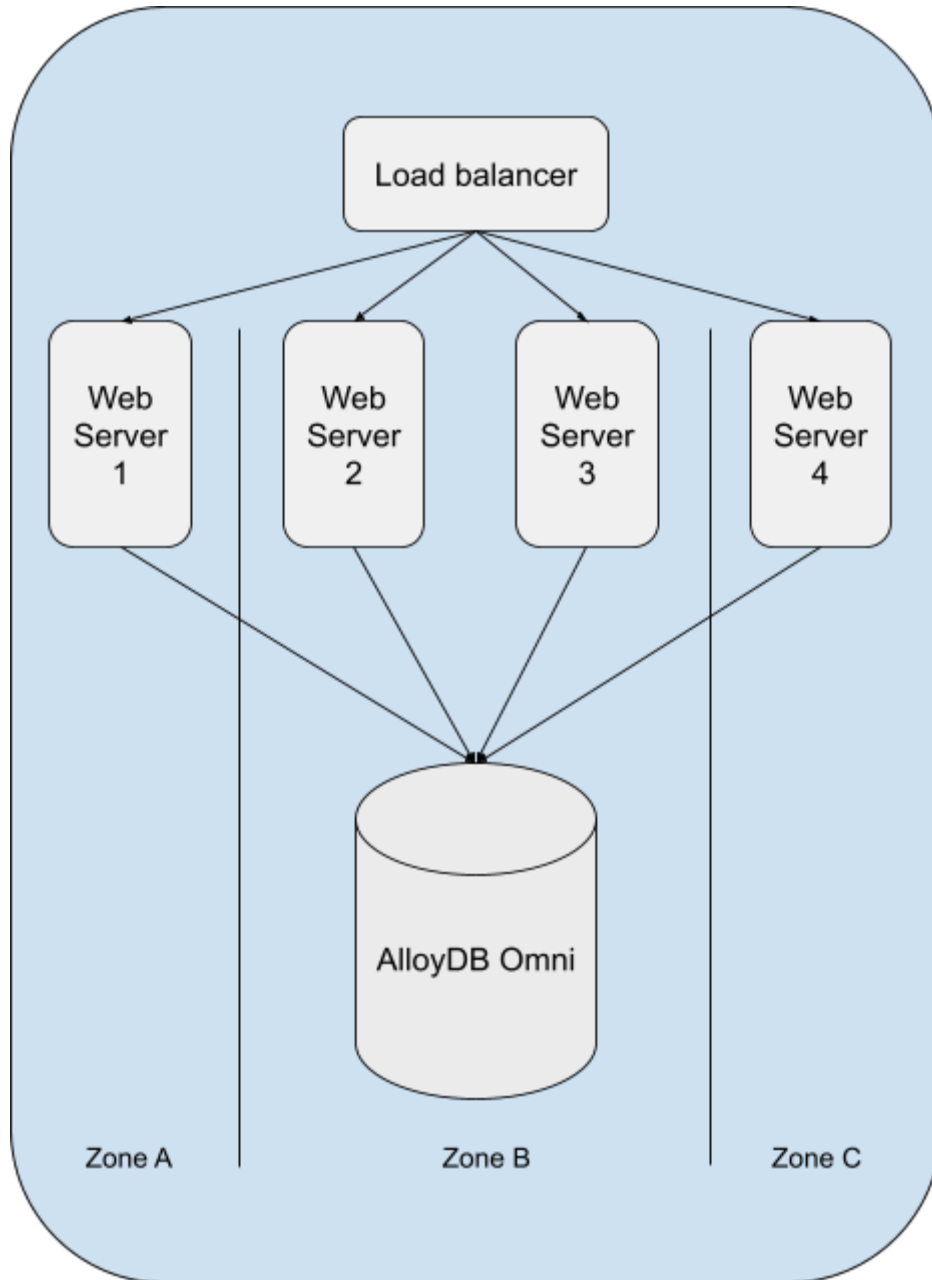 Load balancer
Web
Server
1
Web
Server
2
Web
Server
3
Web
Server
4
AlloyDB Omni
Zone A
Zone B
Zone C